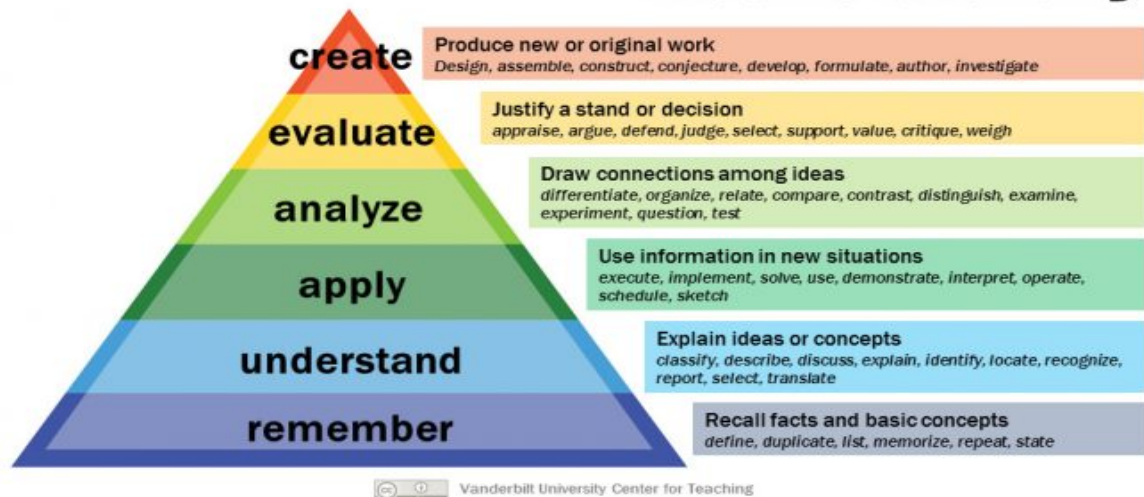 create
Produce new or original work
Design, assemble, construct, conjecture, develop, formulate, author, investigate
evaluate
Justify a stand or decision
appraise, argue, defend, judge, select, support, value, critique, weigh
analyze
Draw connections among ideas
differentiate, organize, relate, compare, contrast, distinguish, examine,
experiment, question, test
apply
Use information in new situations
execute, implement, solve, use, demonstrate, interpret, operate,
schedule, sketch
understand
Explain ideas or concepts
classify, describe, discuss, explain, identify, locate, recognize,
report, select, translate
remember
Recall facts and basic concepts
define, duplicate, list, memorize, repeat, state
cc
Vanderbilt University Center for Teaching